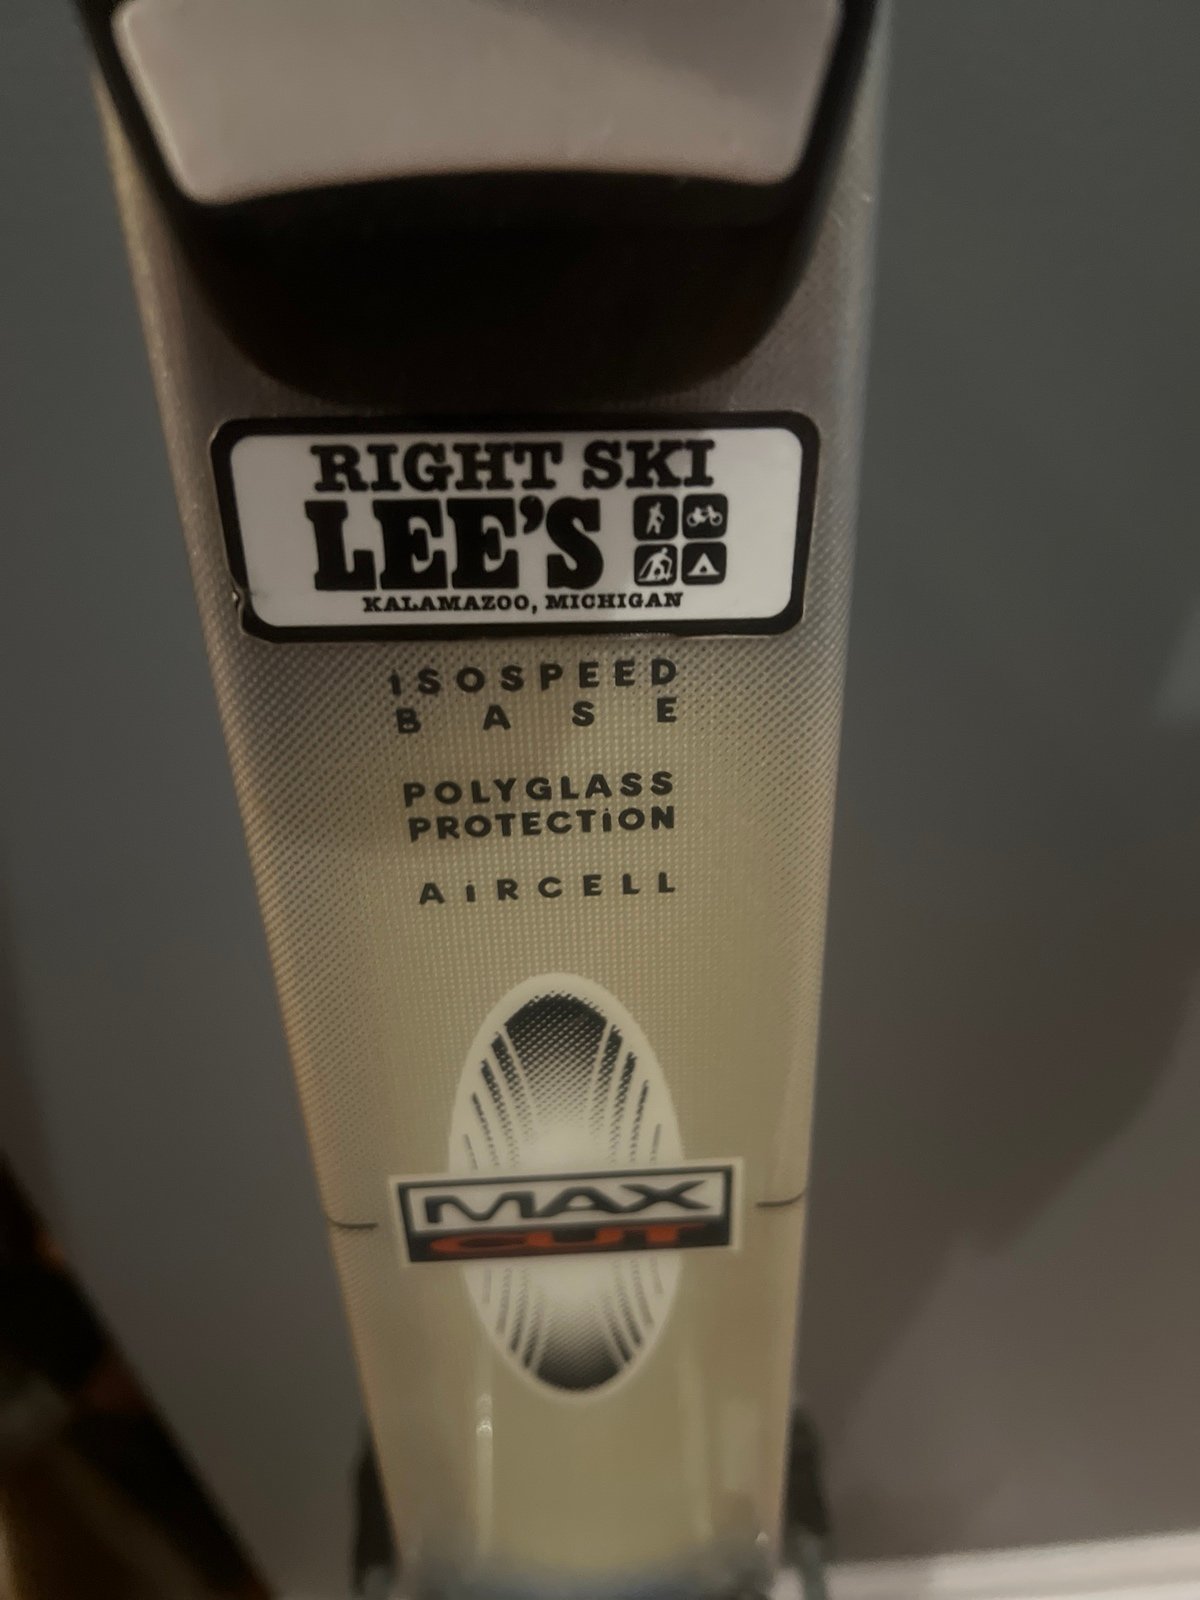 RIGHT SKI
LEE'S
KALAMAZOO, MICHIGAN
iSOSPEED
BASE
POLYGLASS
PROTECTiON
AiRCELL
MAX
CUT